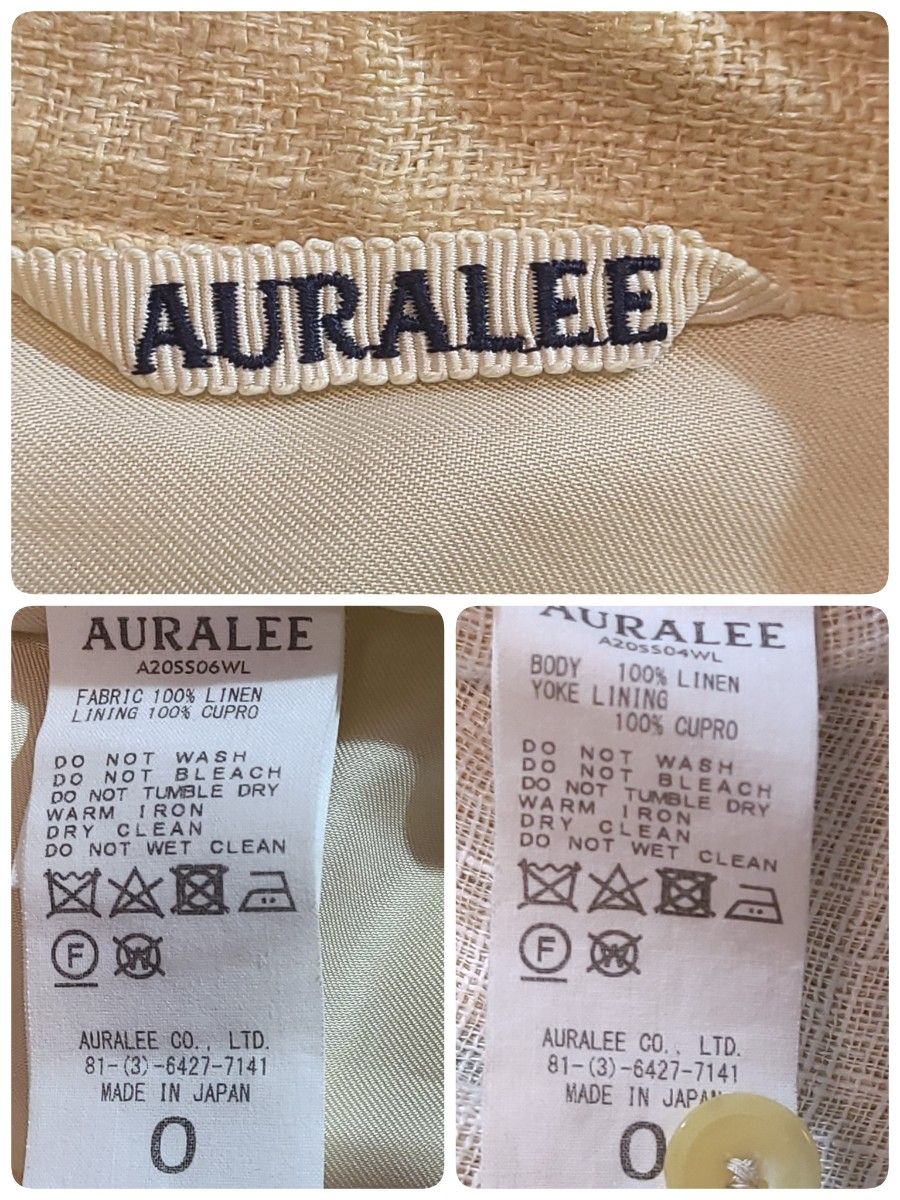 AURALEE
AURALEE
A20SS06WL
FABRIC 100% LINEN
LINING 100% CUPRO
DO NOT WASH
DO NOT BLEACH
DO NOT TUMBLE DRY
WARM IRON
DRY CLEAN
DO NOT WET CLEAN
F W
AURALEE CO., LTD.
81-(3)-6427-7141
MADE IN JAPAN
0
AURALEE
A20SS04WL
BODY 100% LINEN
YOKE LINING
100% CUPRO
DO NOT WASH
DO NOT BLEACH
DO NOT TUMBLE DRY
WARM IRON
DRY CLEAN
DO NOT WET CLEAN
F W
AURALEE CO., LTD.
81-(3)-6427-7141
MADE IN JAPAN
0